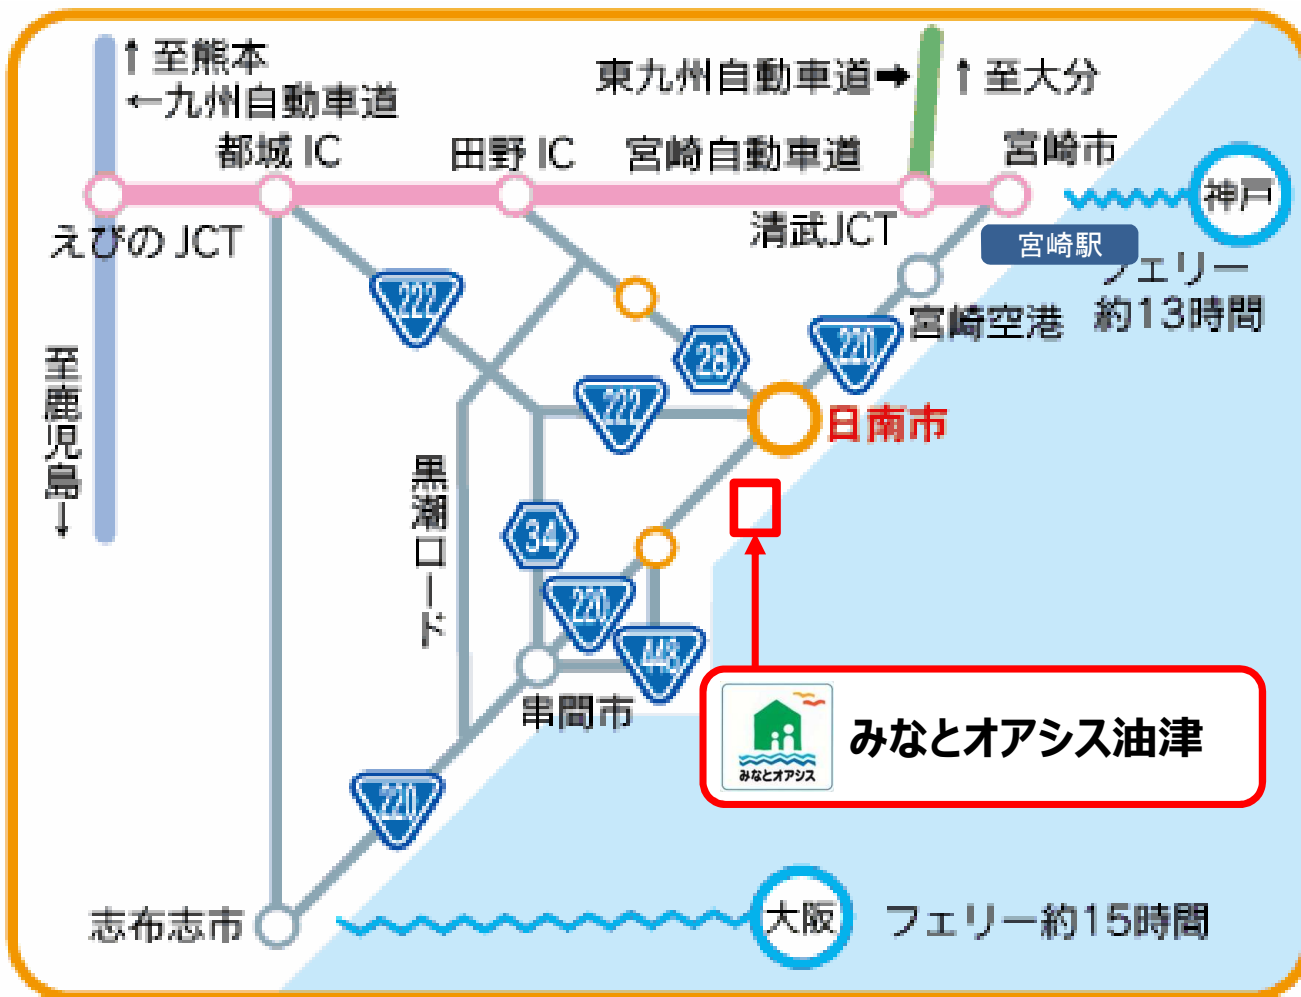 ↑至熊本
←九州自動車道
東九州自動車道➡
↑至大分
都城 IC
田野 IC
宮崎自動車道
宮崎市
神戸
えびの JCT
清武JCT
宮崎駅
フェリー
約13時間
宮崎空港
222
28
220
至鹿児島→
222
日南市
黒潮ロード
34
220
448
串間市
みなとオアシス
みなとオアシス油津
220
志布志市
大阪
フェリー約15時間